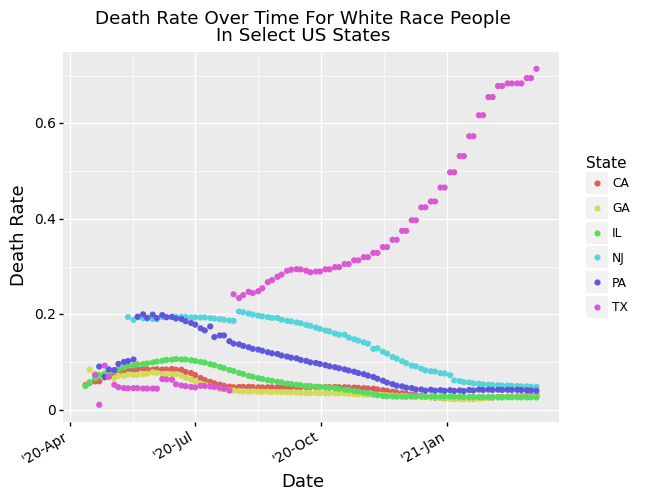 Death Rate Over Time For White Race People
In Select US States
Death Rate
0.6
0.4
0.2
0
'20-Apr
'20-Jul
'20-Oct
'21-Jan
Date
State
CA
GA
IL
NJ
PA
TX